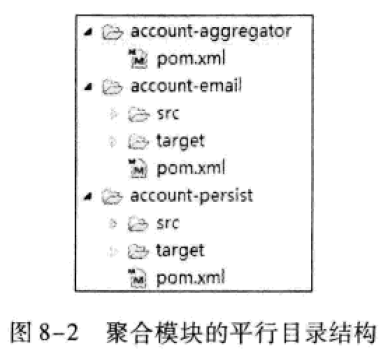 account-aggregator
pom.xml
account-email
src
target
pom.xml
account-persist
src
target
pom.xml
图 8-2 聚合模块的平行目录结构